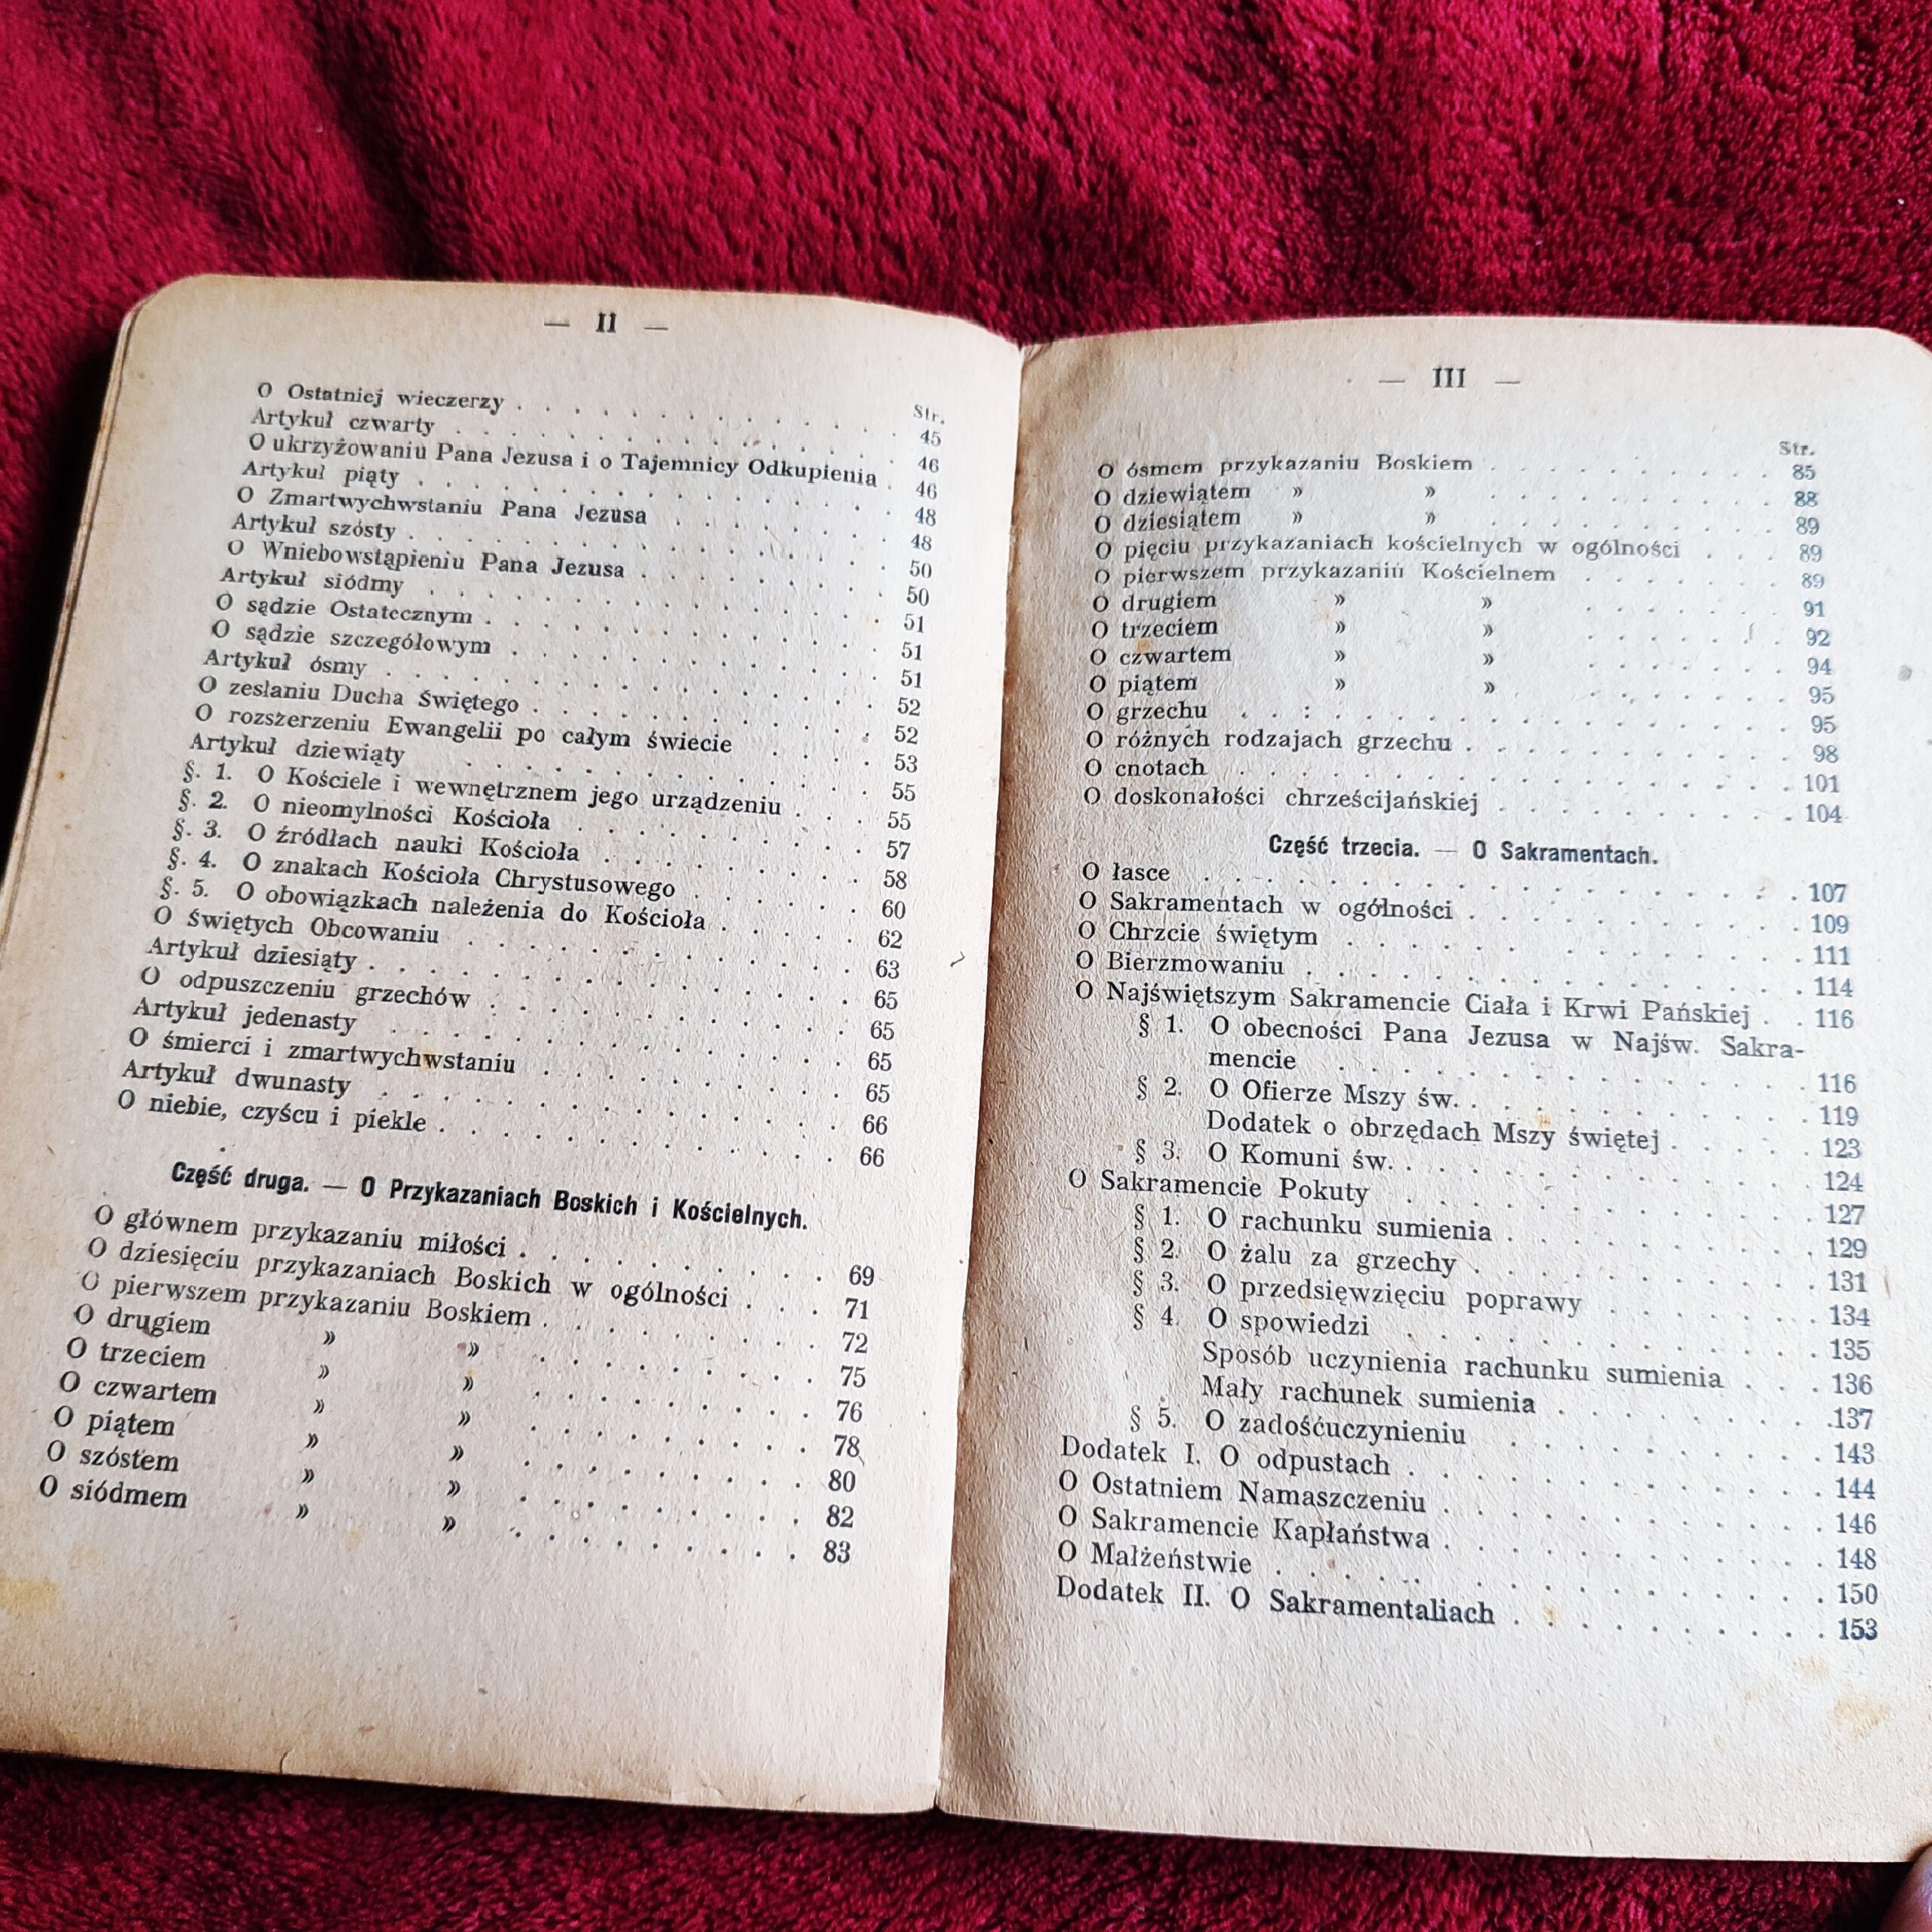 — II —
Str.
O Ostatniej wieczerzy . . . . . . . . . . . . 45
Artykuł czwarty . . . . . . . . . . . . 46
O ukrzyżowaniu Pana Jezusa i o Tajemnicy Odkupienia . 46
Artykuł piąty . . . . . . . . . . . . 48
O Zmartwychwstaniu Pana Jezusa . . . . . . . 48
Artykuł szósty . . . . . . . . . . . . 50
O Wniebowstąpieniu Pana Jezusa . . . . . . . 50
Artykuł siódmy . . . . . . . . . . . . 51
O sądzie Ostatecznym . . . . . . . . . . . 51
O sądzie szczegółowym . . . . . . . . . . 51
Artykuł ósmy . . . . . . . . . . . . 52
O zesłaniu Ducha Świętego . . . . . . . . . 52
O rozszerzeniu Ewangelii po całym świecie . . . . 53
Artykuł dziewiąty . . . . . . . . . . . 55
§. 1. O Kościele i wewnętrznem jego urządzeniu . . . 55
§. 2. O nieomylności Kościoła . . . . . . . . 57
§. 3. O źródłach nauki Kościoła . . . . . . . 58
§. 4. O znakach Kościoła Chrystusowego . . . . . 60
§. 5. O obowiązkach należenia do Kościoła . . . . 62
O Świętych Obcowaniu . . . . . . . . . . 63
Artykuł dziesiąty . . . . . . . . . . . . 65
O odpuszczeniu grzechów . . . . . . . . . 65
Artykuł jedenasty . . . . . . . . . . . 65
O śmierci i zmartwychwstaniu . . . . . . . . 65
Artykuł dwunasty . . . . . . . . . . . 66
O niebie, czyścu i piekle . . . . . . . . . . 66
Część druga. — O Przykazaniach Boskich i Kościelnych.
O głównem przykazaniu miłości . . . . . . . . 69
O dziesięciu przykazaniach Boskich w ogólności . . . 71
O pierwszem przykazaniu Boskiem . . . . . . . 72
O drugiem » » . . . . . . . 75
O trzeciem » » . . . . . . . 76
O czwartem » » . . . . . . . 78
O piątem » » . . . . . . . 80
O szóstem » » . . . . . . . 82
O siódmem » » . . . . . . . 83
— III —
Str.
O ósmem przykazaniu Boskiem . . . . . . . . 85
O dziewiątem » » . . . . . . . . 88
O dziesiątem » » . . . . . . . . 89
O pięciu przykazaniach kościelnych w ogólności . . . 89
O pierwszem przykazaniu Kościelnem . . . . . . 89
O drugiem » » . . . . . . 91
O trzeciem » » . . . . . . 92
O czwartem » » . . . . . . 94
O piątem » » . . . . . . 95
O grzechu . . : . . . . . . . . . . . 95
O różnych rodzajach grzechu . . . . . . . . . 98
O cnotach . . . . . . . . . . . . . . 101
O doskonałości chrześcijańskiej . . . . . . . . 104
Część trzecia. — O Sakramentach.
O łasce . . . . . . . . . . . . . . 107
O Sakramentach w ogólności . . . . . . . . . 109
O Chrzcie świętym . . . . . . . . . . . 111
O Bierzmowaniu . . . . . . . . . . . . 114
O Najświętszym Sakramencie Ciała i Krwi Pańskiej . . 116
§ 1. O obecności Pana Jezusa w Najśw. Sakra-
mencie . . . . . . . . . . . . 116
§ 2. O Ofierze Mszy św. . . . . . . . . . 119
Dodatek o obrzędach Mszy świętej . . . . . 123
§ 3. O Komuni św. . . . . . . . . . . 124
O Sakramencie Pokuty . . . . . . . . . . 127
§ 1. O rachunku sumienia . . . . . . . . 129
§ 2. O żalu za grzechy . . . . . . . . . 131
§ 3. O przedsięwzięciu poprawy . . . . . . 134
§ 4. O spowiedzi . . . . . . . . . . . 135
Sposób uczynienia rachunku sumienia . . . 136
Mały rachunek sumienia . . . . . . . . 137
§ 5. O zadośćuczynieniu . . . . . . . . . 143
Dodatek I. O odpustach . . . . . . . . . . 144
O Ostatniem Namaszczeniu . . . . . . . . . 146
O Sakramencie Kapłaństwa . . . . . . . . . 148
O Małżeństwie . . . . . . . . . . . . 150
Dodatek II. O Sakramentaliach . . . . . . . . 153